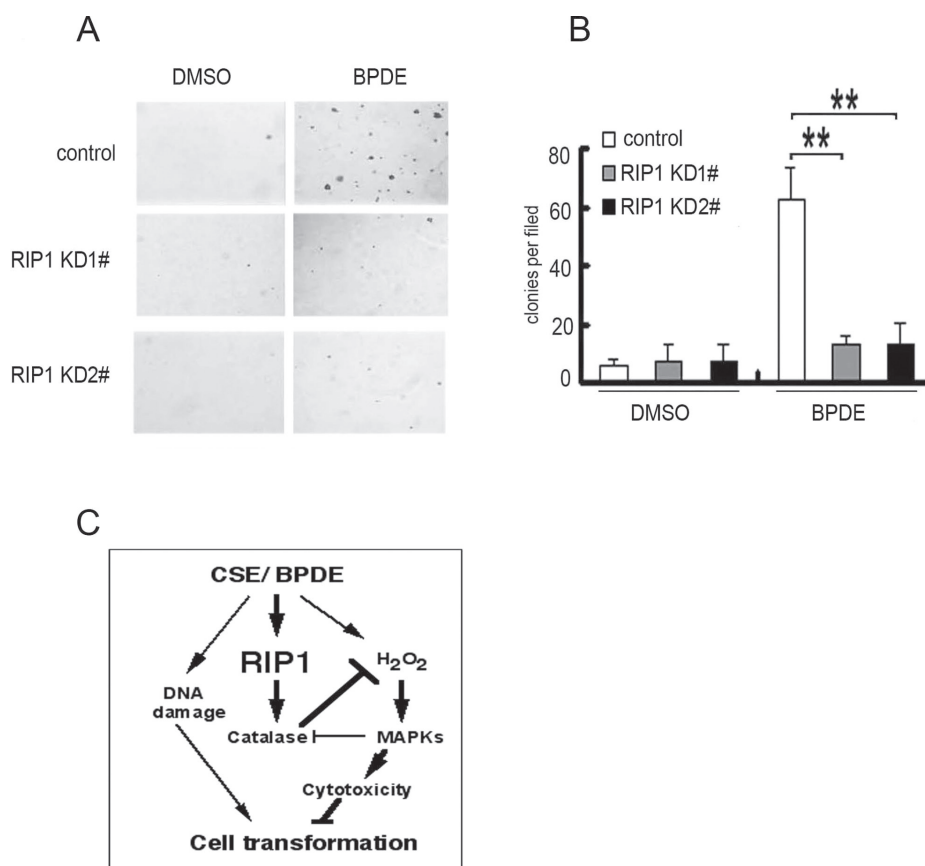 A
DMSO BPDE
control
RIP1 KD1#
RIP1 KD2#
B
**
**
control
RIP1 KD1#
RIP1 KD2#
clonies per filed
80
60
40
20
0
DMSO
BPDE
C
CSE/ BPDE
RIP1
H₂O₂
DNA
damage
Catalase
MAPKs
Cytotoxicity
Cell transformation